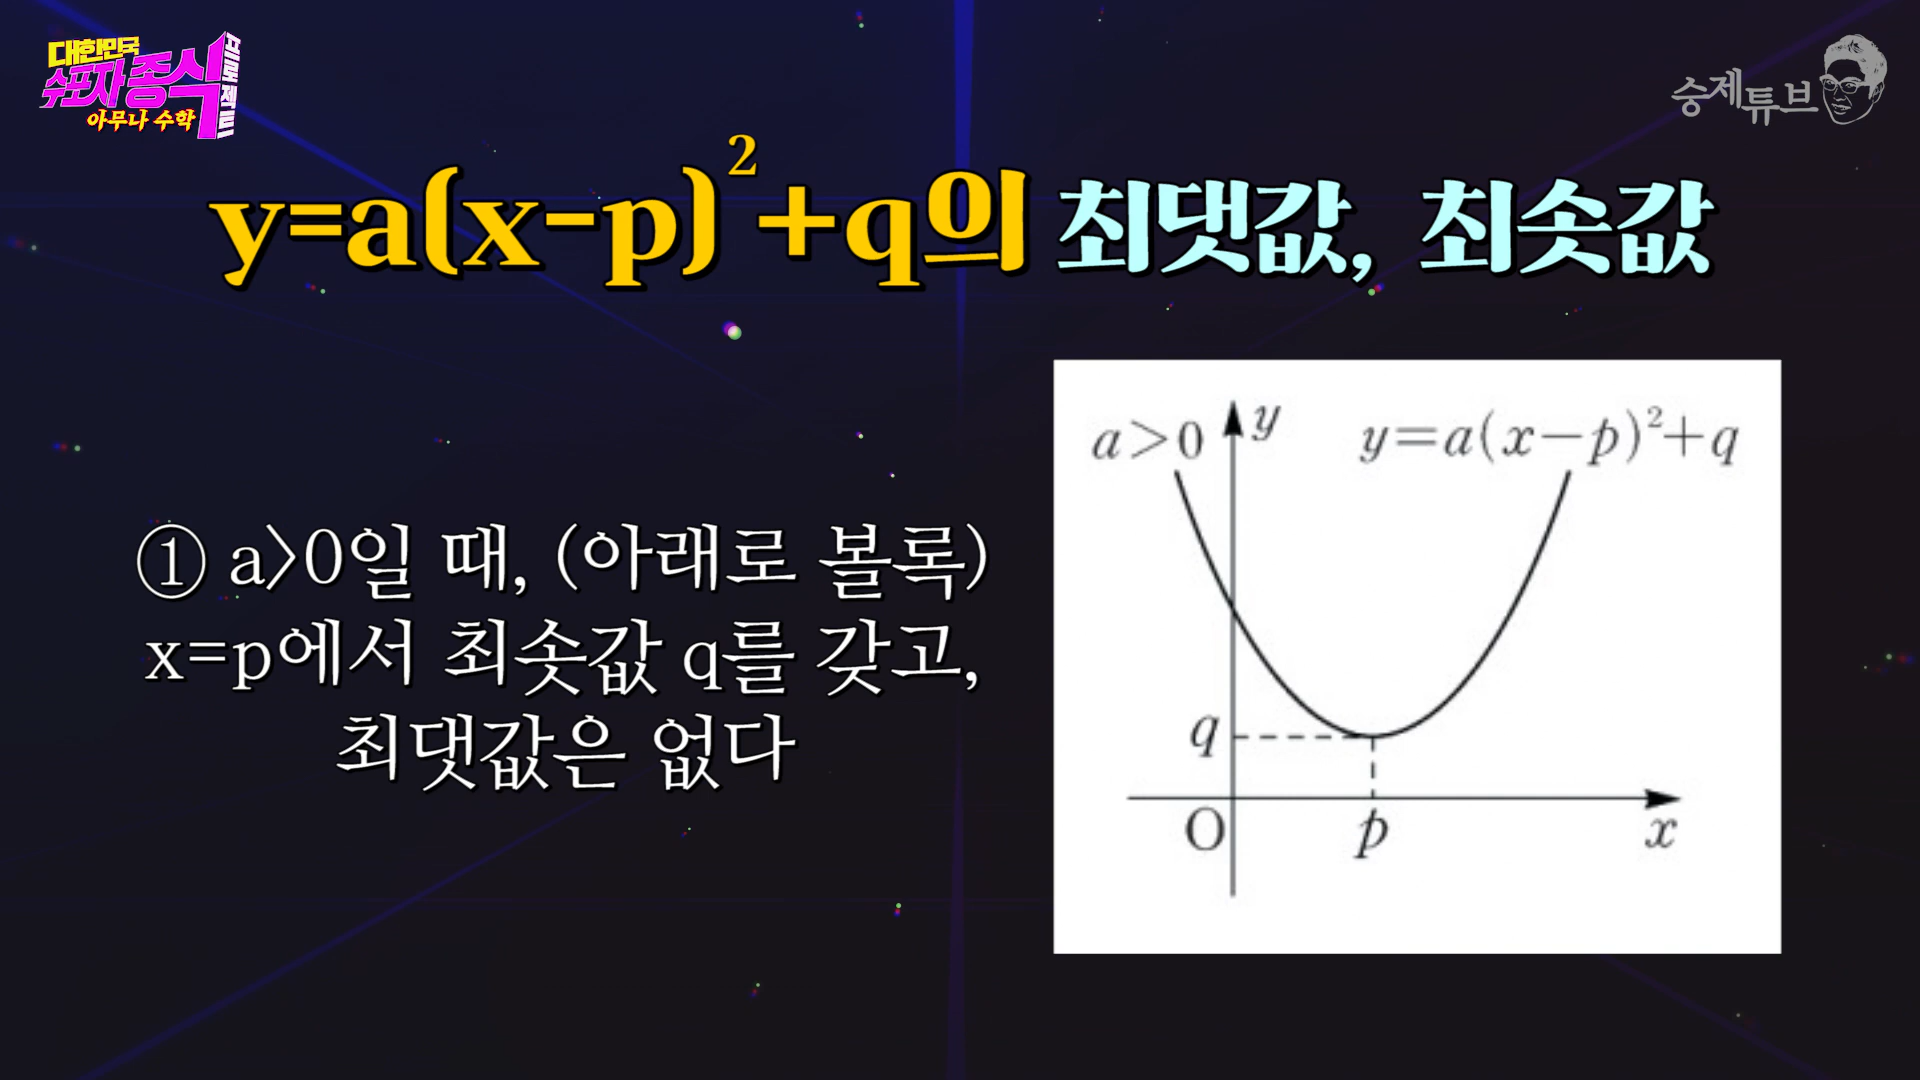 대한민국
수포자 종식
프로젝트!!
아무나 수학
승제튜브
y=a(x-p)²+q의 최댓값, 최솟값
① a>0일 때, (아래로 볼록)
x=p에서 최솟값 q를 갖고,
최댓값은 없다
a>0 y y=a(x-p)²+q
q
O p x